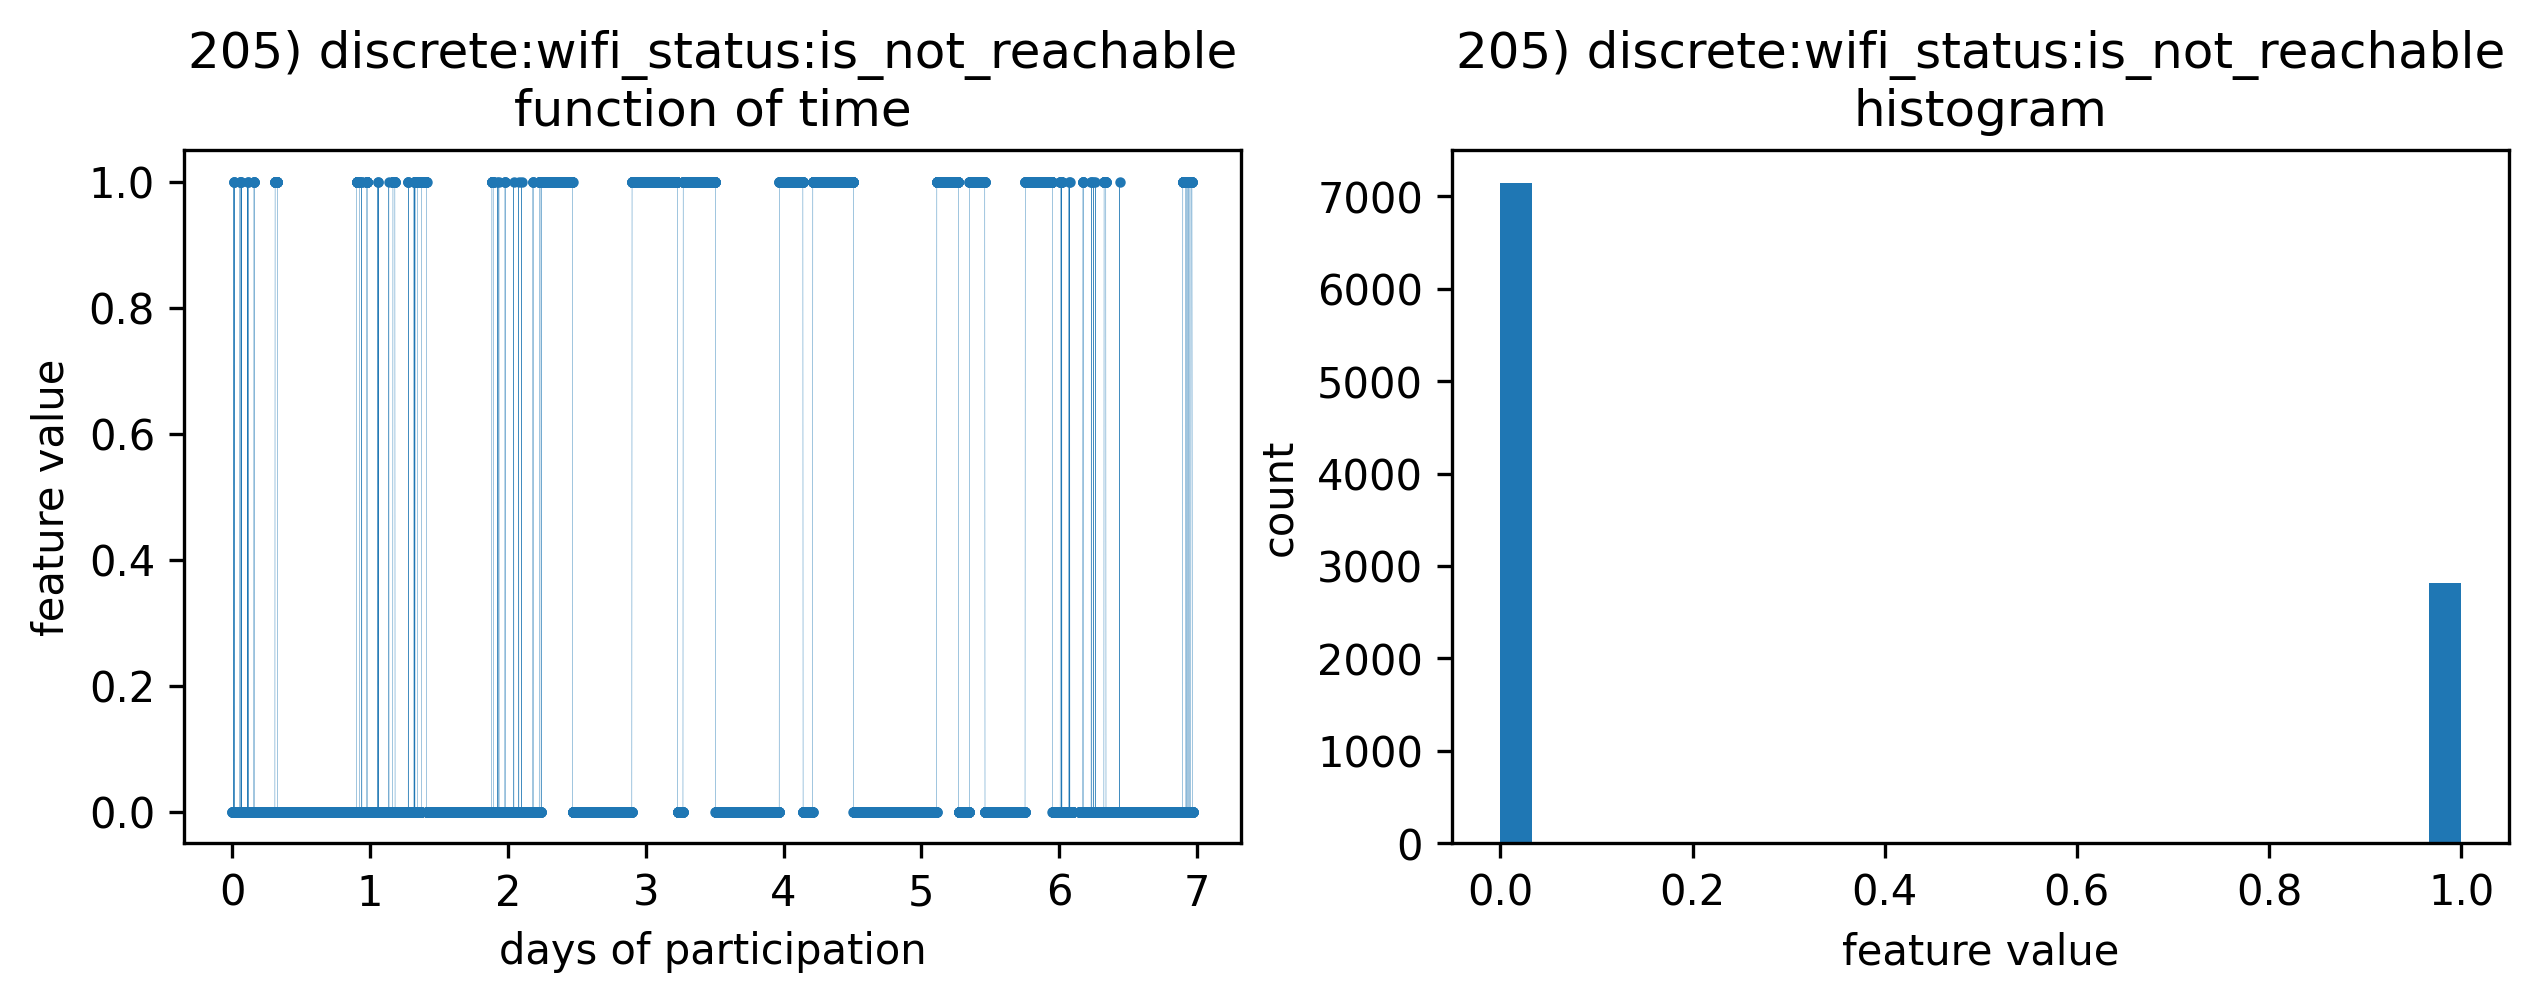 205) discrete:wifi_status:is_not_reachable
function of time
1.0
0.8
0.6
0.4
0.2
0.0
feature value
0 1 2 3 4 5 6 7
days of participation
205) discrete:wifi_status:is_not_reachable
histogram
7000
6000
5000
4000
3000
2000
1000
0
count
0.0 0.2 0.4 0.6 0.8 1.0
feature value